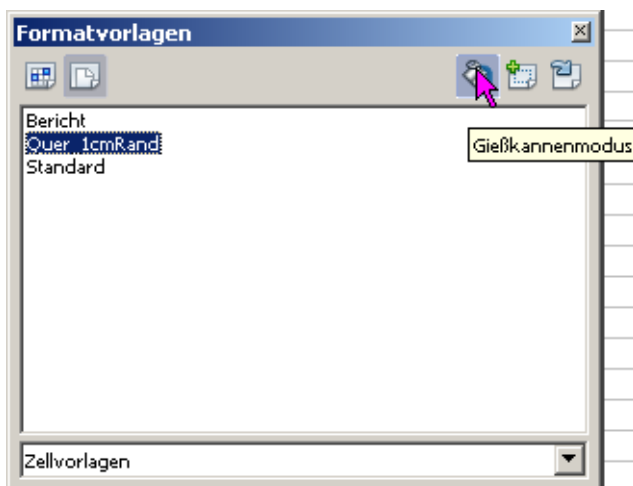 Formatvorlagen
Bericht
Quer_1cmRand
Gießkannenmodus
Standard
Zellvorlagen